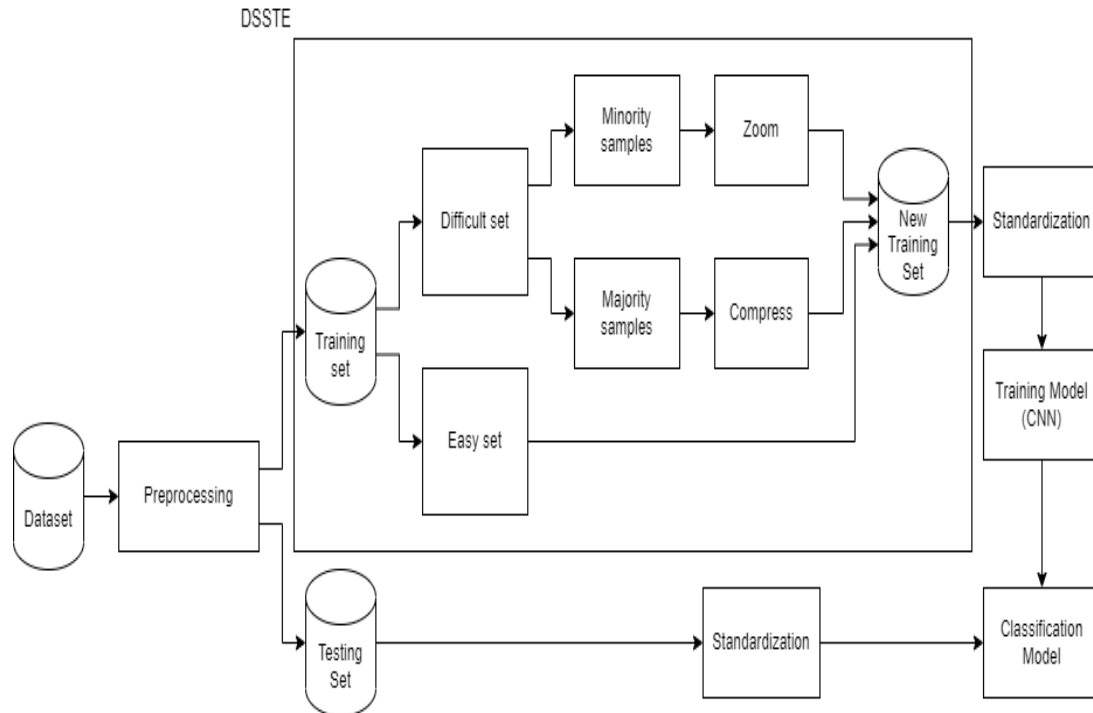 DSSTE
Minority
samples
Zoom
Difficult set
New
Training
Set
Standardization
Majority
samples
Compress
Training
set
Training Model
(CNN)
Easy set
Preprocessing
Dataset
Testing
Set
Standardization
Classification
Model